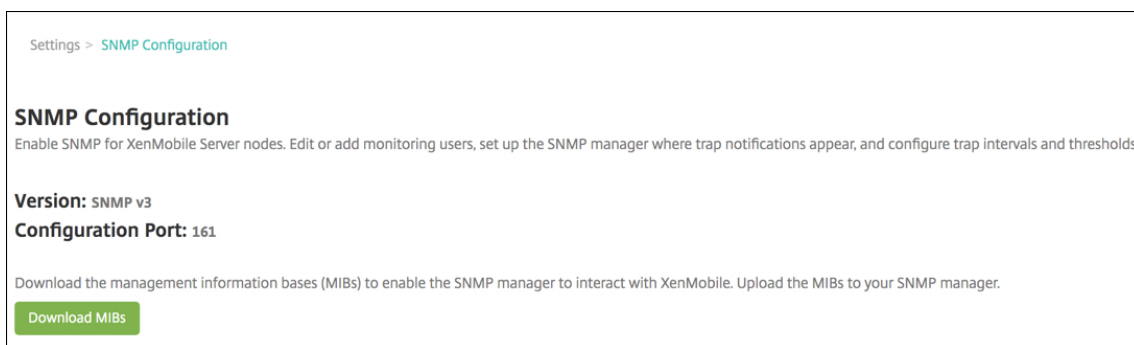 Settings > SNMP Configuration
SNMP Configuration
Enable SNMP for XenMobile Server nodes. Edit or add monitoring users, set up the SNMP manager where trap notifications appear, and configure trap intervals and thresholds
Version: SNMP v3
Configuration Port: 161
Download the management information bases (MIBs) to enable the SNMP manager to interact with XenMobile. Upload the MIBs to your SNMP manager.
Download MIBs